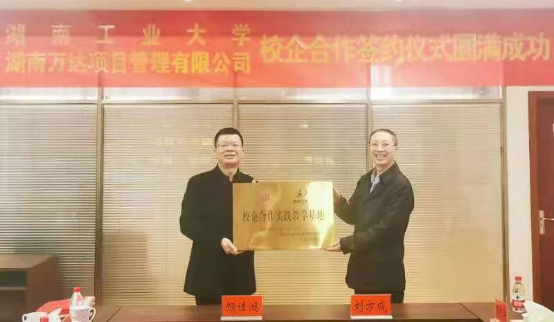 湖南工业大学
湖南万达项目管理有限公司
校企合作签约仪式圆满成功
校企合作实践教学基地
刘方成